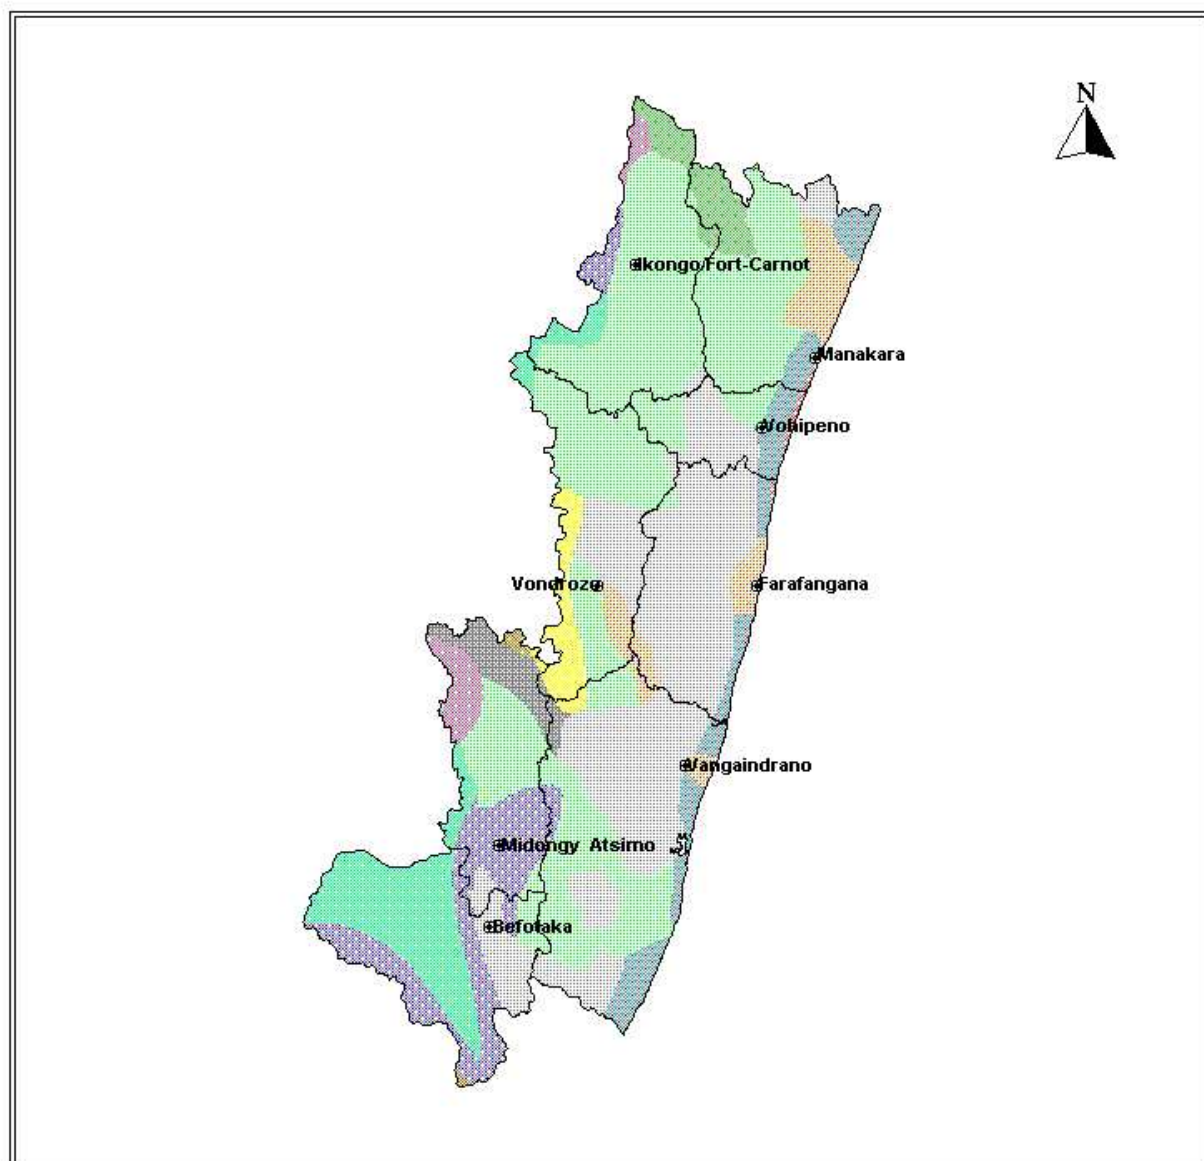 N
Ikongo/Fort-Carnot
Manakara
Vohipeno
Vondrozo
Farafangana
Vangaindrano
Midongy Atsimo
Befotaka